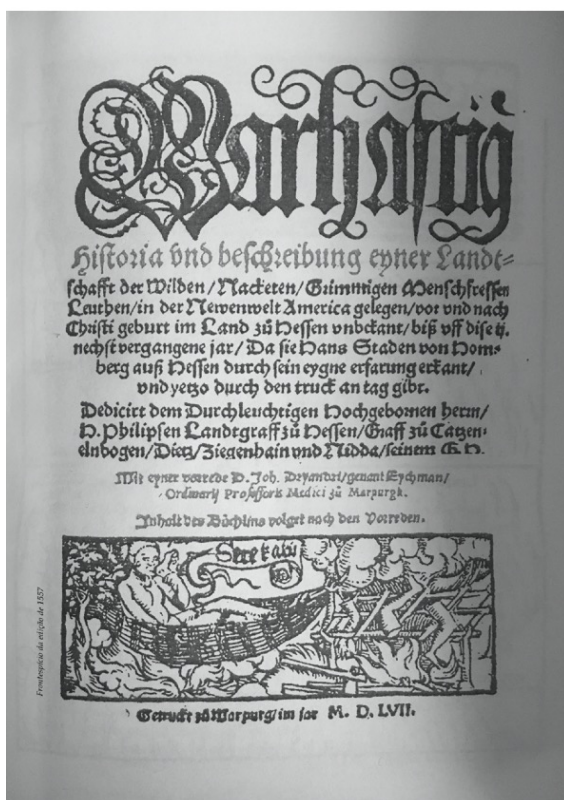 Warhaftig
Historia vnd beschreibung eyner Landt-
schafft der Wilden/Nacketen/Grimmigen Menschfresser
Leuthen/in der Newenwelt America gelegen/vor vnd nach
Christi geburt im Land zů Hessen vnbekant/biß vff dise ij.
nechst vergangene jar/Da sie Hans Staden von Hom-
berg auß Hessen durch sein eygne erfarung erkant/
vnd yetzo durch den truck an tag gibt.
Dedicirt dem Durchleuchtigen Hochgebornen herrn/
H. Philipsen Landtgraff zů Hessen/Graff zů Catzen-
elnbogen/Dietz/Ziegenhain vnd Nidda/seinem G. H.
Mit eyner vorrede D. Joh. Dryandri/genant Eychman/
Ordinarij Professoris Medici zů Marpurgk.
Inhalt des Büchlins volget nach den Vorreden.
Getruckt zů Marpurg/im jar M. D. LVII.
Frontespício da edição de 1557